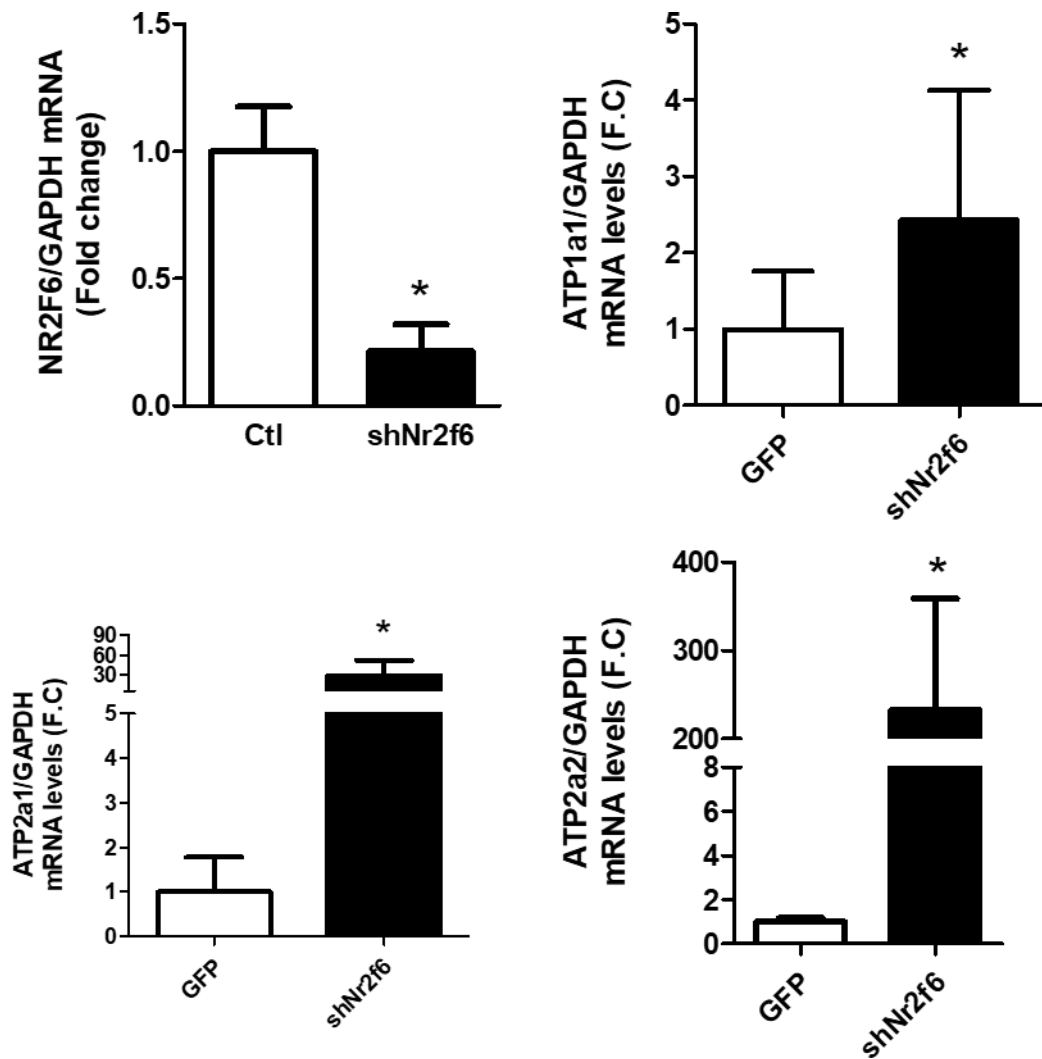 NR2F6/GAPDH mRNA
(Fold change)
1.5
1.0
0.5
0.0
*
Ctl
shNr2f6
ATP1a1/GAPDH
mRNA levels (F.C)
5
4
3
2
1
0
*
GFP
shNr2f6
ATP2a1/GAPDH
mRNA levels (F.C)
90
60
30
5
4
3
2
1
0
*
GFP
shNr2f6
ATP2a2/GAPDH
mRNA levels (F.C)
400
300
200
8
6
4
2
0
*
GFP
shNr2f6